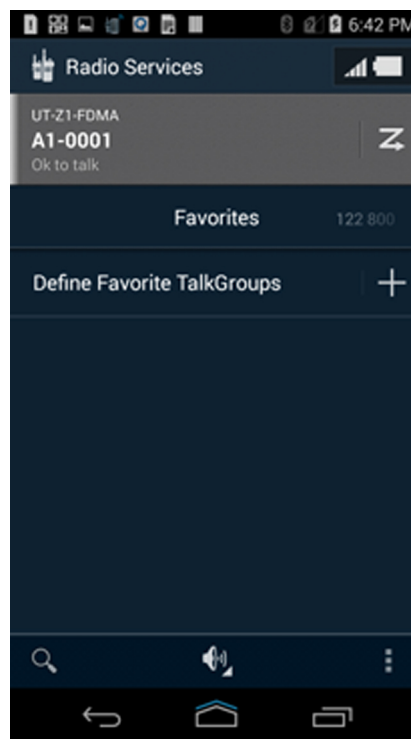 6:42 PM
Radio Services
UT-Z1-FDMA
A1-0001
Ok to talk
Favorites 122 800
Define Favorite TalkGroups